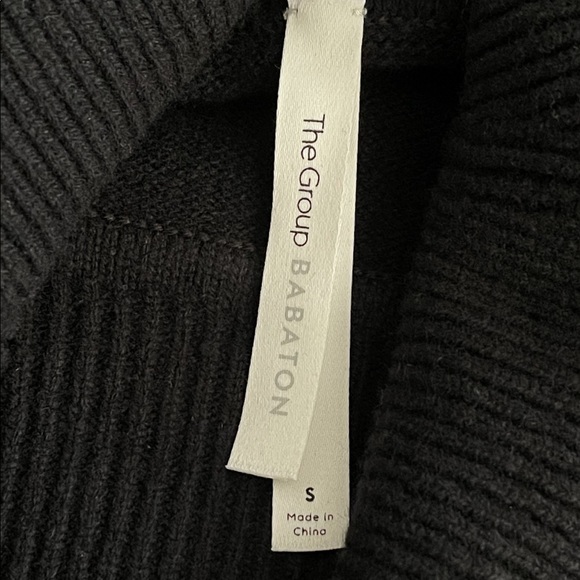 The Group BABATON
S
Made in
China